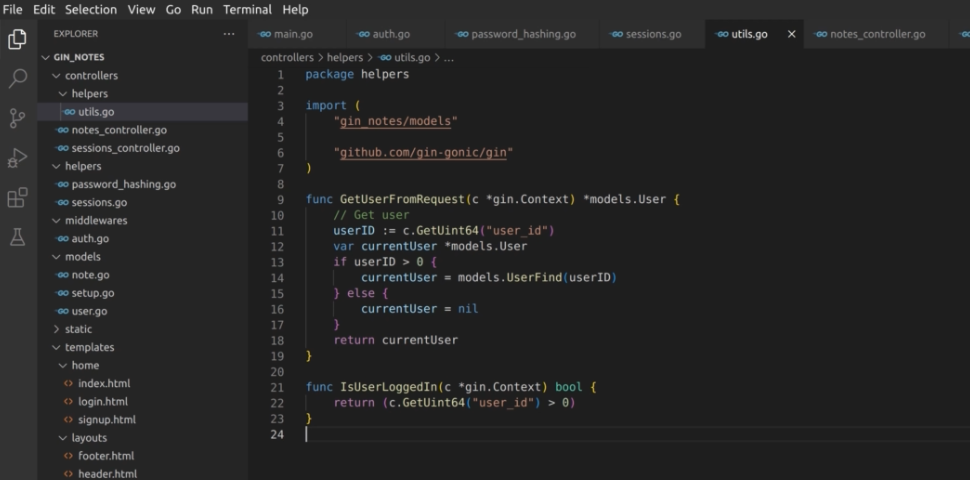 File Edit Selection View Go Run Terminal Help
EXPLORER ...
main.go auth.go password_hashing.go sessions.go utils.go × notes_controller.go
GIN_NOTES
controllers
helpers
utils.go
notes_controller.go
sessions_controller.go
helpers
password_hashing.go
sessions.go
middlewares
auth.go
models
note.go
setup.go
user.go
static
templates
home
index.html
login.html
signup.html
layouts
footer.html
header.html
controllers > helpers > utils.go > ...
1 package helpers
2
3 import (
4 "gin_notes/models"
5
6 "github.com/gin-gonic/gin"
7 )
8
9 func GetUserFromRequest(c *gin.Context) *models.User {
10 // Get user
11 userID := c.GetUint64("user_id")
12 var currentUser *models.User
13 if userID > 0 {
14 currentUser = models.UserFind(userID)
15 } else {
16 currentUser = nil
17 }
18 return currentUser
19 }
20
21 func IsUserLoggedIn(c *gin.Context) bool {
22 return (c.GetUint64("user_id") > 0)
23 }
24